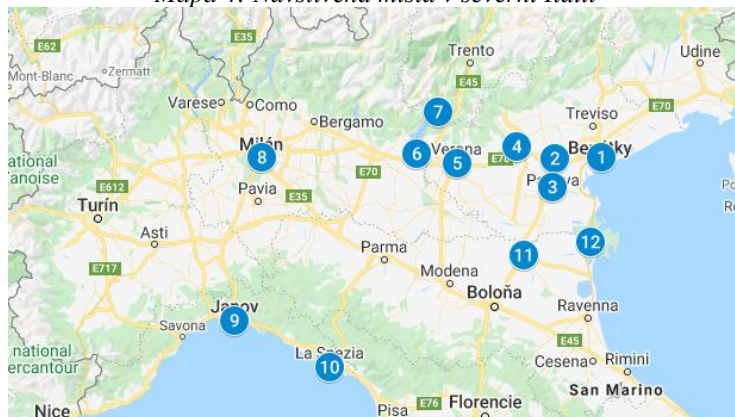 Mapa 4: Navštívená místa v severní Itálii
E62
E35
Trento
Udine
Mont-Blanc
Zermatt
E45
Varese
Como
Bergamo
Treviso
E70
7
Milán
8
6
Verona
5
4
E70
2
Benátky
1
national
E612
Pavia
E35
E70
3
Turín
Asti
Parma
11
12
E717
Modena
Boloňa
Janov
9
Ravenna
Savona
La Spezia
10
E45
national
Cesena
Rimini
San Marino
Nice
Pisa
E76
Florencie